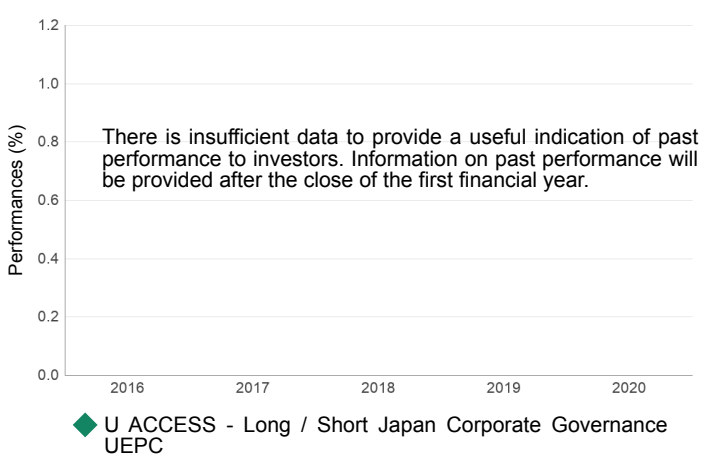 1.2
1.0
0.8
0.6
0.4
0.2
0.0
Performances (%)
There is insufficient data to provide a useful indication of past
performance to investors. Information on past performance will
be provided after the close of the first financial year.
2016 2017 2018 2019 2020
U ACCESS - Long / Short Japan Corporate Governance
UEPC